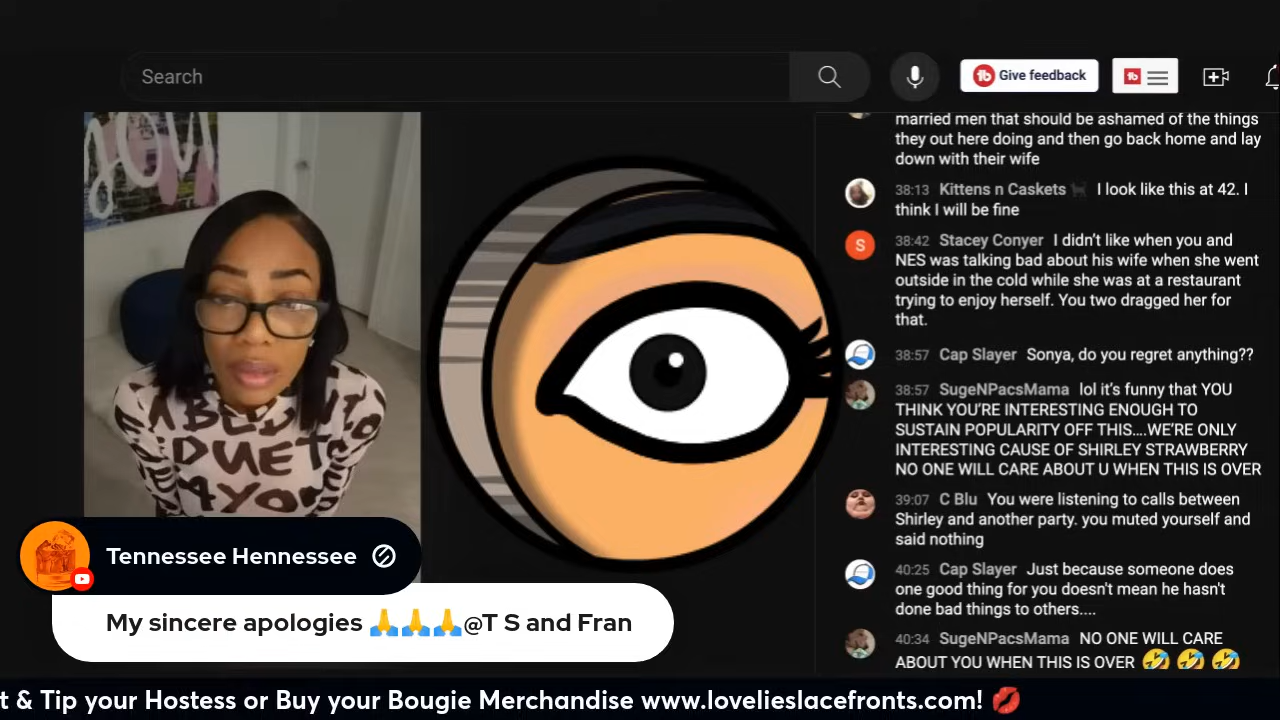 Search
Give feedback
married men that should be ashamed of the things
they out here doing and then go back home and lay
down with their wife
38:13 Kittens n Caskets🐈‍⬛ I look like this at 42. I
think I will be fine
S
38:42 Stacey Conyer I didn’t like when you and
NES was talking bad about his wife when she went
outside in the cold while she was at a restaurant
trying to enjoy herself. You two dragged her for
that.
38:57 Cap Slayer Sonya, do you regret anything??
38:57 SugeNPacsMama lol it’s funny that YOU
THINK YOU’RE INTERESTING ENOUGH TO
SUSTAIN POPULARITY OFF THIS….WE’RE ONLY
INTERESTING CAUSE OF SHIRLEY STRAWBERRY
NO ONE WILL CARE ABOUT U WHEN THIS IS OVER
39:07 C Blu You were listening to calls between
Shirley and another party. you muted yourself and
said nothing
40:25 Cap Slayer Just because someone does
one good thing for you doesn't mean he hasn't
done bad things to others....
40:34 SugeNPacsMama NO ONE WILL CARE
ABOUT YOU WHEN THIS IS OVER 🤣 🤣 🤣
Tennessee Hennessee
My sincere apologies 🙏🙏🙏@T S and Fran
t & Tip your Hostess or Buy your Bougie Merchandise www.lovelieslacefronts.com! 💋